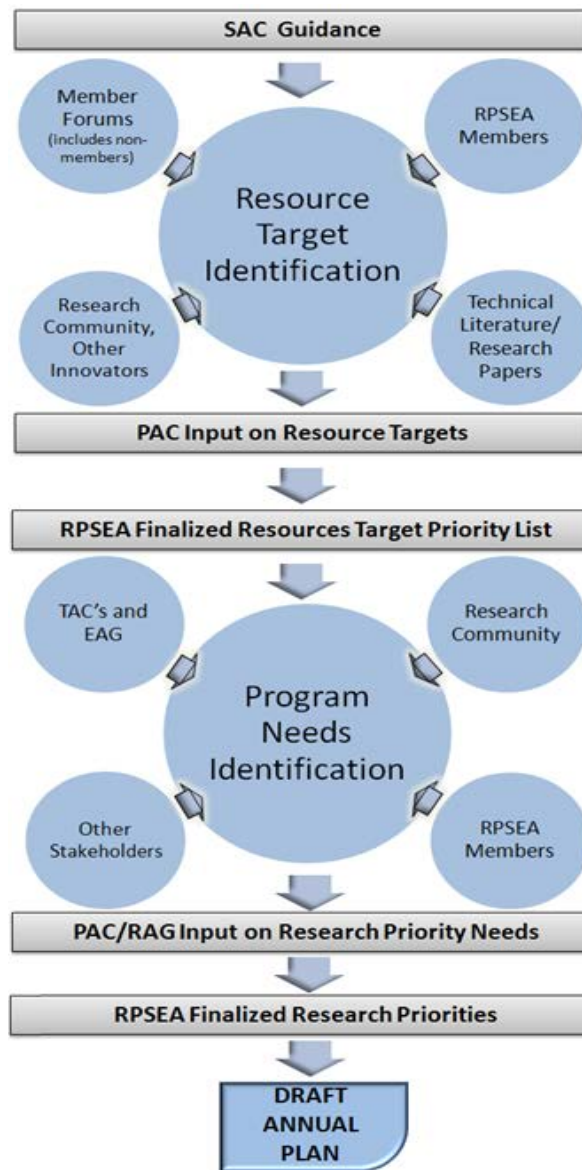 SAC Guidance
Member
Forums
(includes non-
members)
RPSEA
Members
Resource
Target
Identification
Research
Community,
Other
Innovators
Technical
Literature/
Research
Papers
PAC Input on Resource Targets
RPSEA Finalized Resources Target Priority List
TAC's and
EAG
Research
Community
Program
Needs
Identification
Other
Stakeholders
RPSEA
Members
PAC/RAG Input on Research Priority Needs
RPSEA Finalized Research Priorities
DRAFT
ANNUAL
PLAN